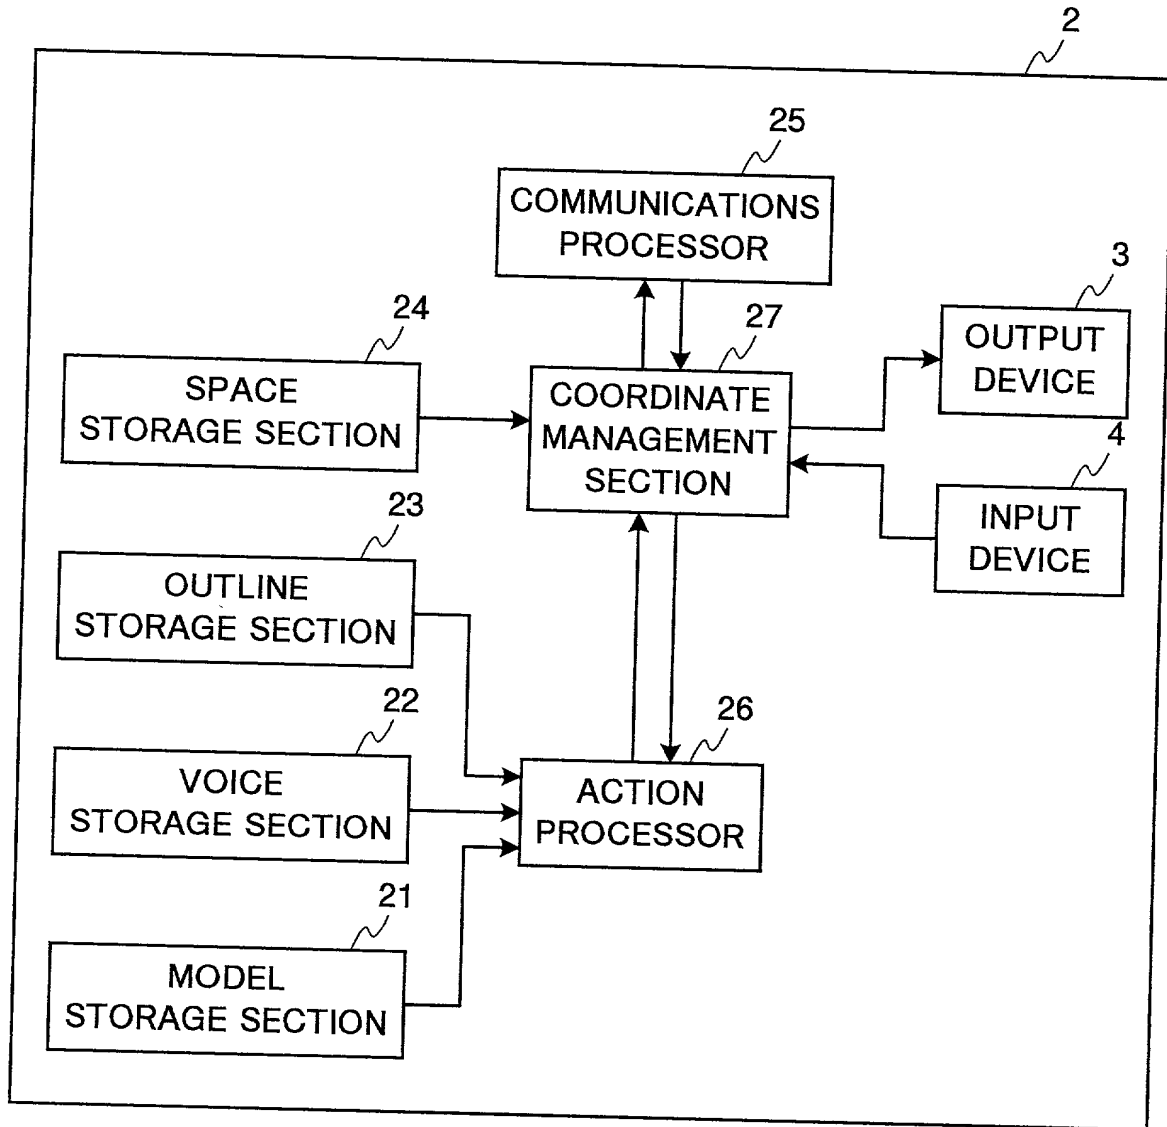 2
25
COMMUNICATIONS
PROCESSOR
3
OUTPUT
DEVICE
24
SPACE
STORAGE SECTION
27
COORDINATE
MANAGEMENT
SECTION
4
INPUT
DEVICE
23
OUTLINE
STORAGE SECTION
22
VOICE
STORAGE SECTION
26
ACTION
PROCESSOR
21
MODEL
STORAGE SECTION